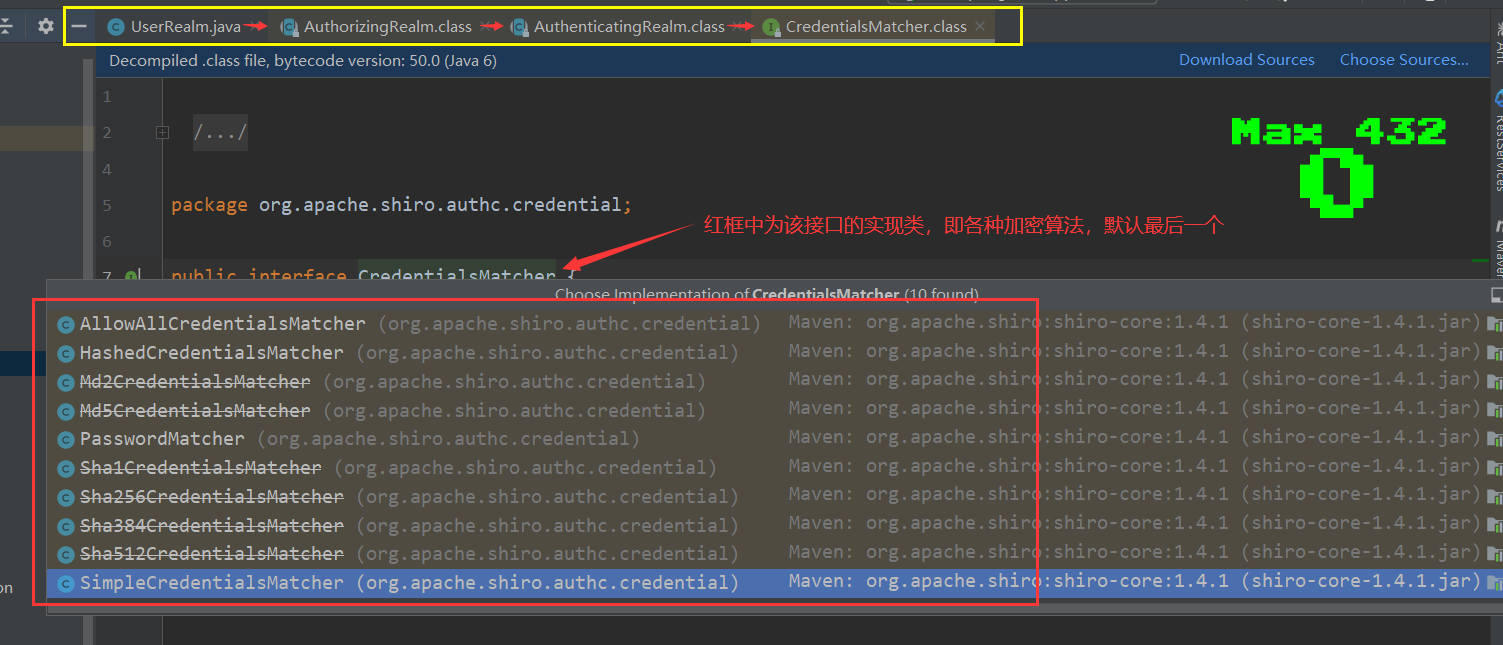 UserRealm.java AuthorizingRealm.class AuthenticatingRealm.class CredentialsMatcher.class
Decompiled .class file, bytecode version: 50.0 (Java 6) Download Sources Choose Sources...
1
2 /.../
Max 432
0
4
5 package org.apache.shiro.authc.credential;
红框中为该接口的实现类，即各种加密算法，默认最后一个
6
7 public interface CredentialsMatcher {
Choose Implementation of CredentialsMatcher (10 found)
AllowAllCredentialsMatcher (org.apache.shiro.authc.credential) Maven: org.apache.shiro:shiro-core:1.4.1 (shiro-core-1.4.1.jar)
HashedCredentialsMatcher (org.apache.shiro.authc.credential) Maven: org.apache.shiro:shiro-core:1.4.1 (shiro-core-1.4.1.jar)
Md2CredentialsMatcher (org.apache.shiro.authc.credential) Maven: org.apache.shiro:shiro-core:1.4.1 (shiro-core-1.4.1.jar)
Md5CredentialsMatcher (org.apache.shiro.authc.credential) Maven: org.apache.shiro:shiro-core:1.4.1 (shiro-core-1.4.1.jar)
PasswordMatcher (org.apache.shiro.authc.credential) Maven: org.apache.shiro:shiro-core:1.4.1 (shiro-core-1.4.1.jar)
Sha1CredentialsMatcher (org.apache.shiro.authc.credential) Maven: org.apache.shiro:shiro-core:1.4.1 (shiro-core-1.4.1.jar)
Sha256CredentialsMatcher (org.apache.shiro.authc.credential) Maven: org.apache.shiro:shiro-core:1.4.1 (shiro-core-1.4.1.jar)
Sha384CredentialsMatcher (org.apache.shiro.authc.credential) Maven: org.apache.shiro:shiro-core:1.4.1 (shiro-core-1.4.1.jar)
Sha512CredentialsMatcher (org.apache.shiro.authc.credential) Maven: org.apache.shiro:shiro-core:1.4.1 (shiro-core-1.4.1.jar)
SimpleCredentialsMatcher (org.apache.shiro.authc.credential) Maven: org.apache.shiro:shiro-core:1.4.1 (shiro-core-1.4.1.jar)
on
Ant
RestServices
Maven